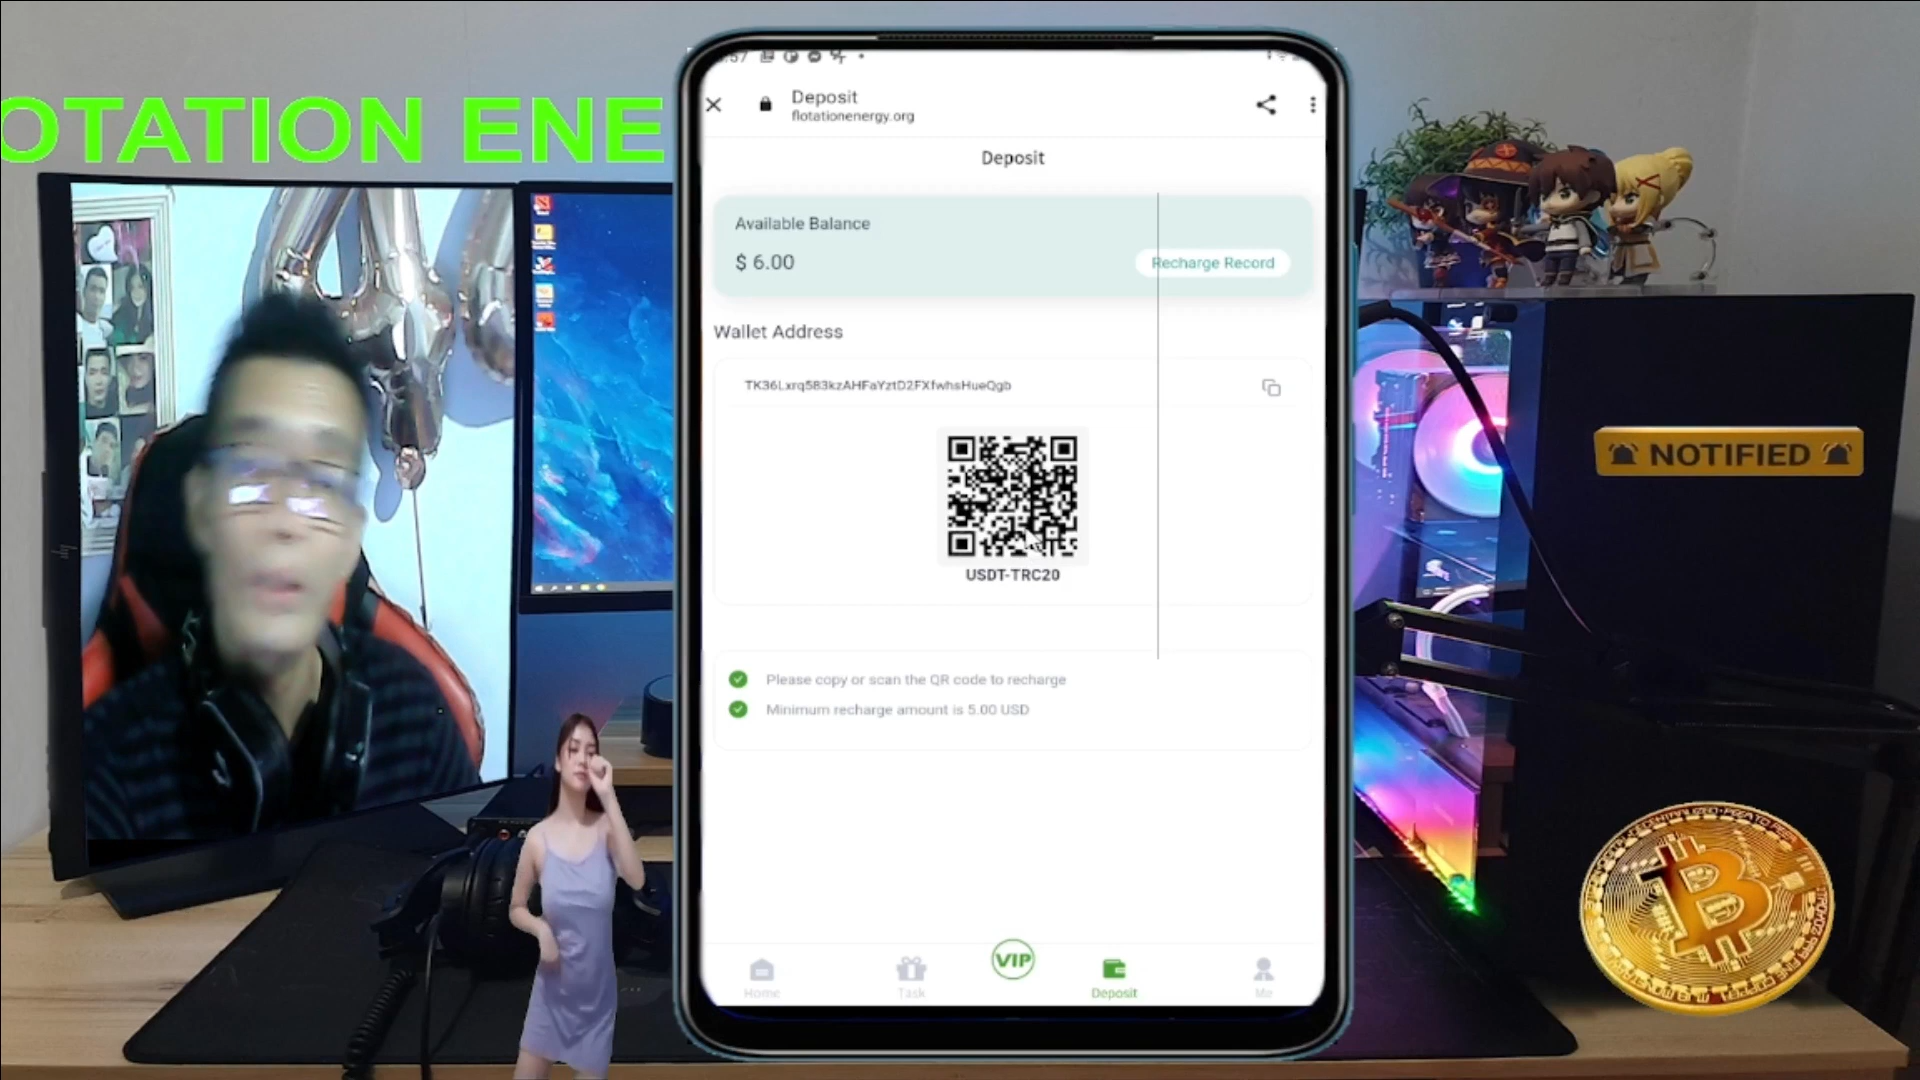 OTATION ENE
Deposit
flotationenergy.org
Deposit
Available Balance
$ 6.00
Recharge Record
Wallet Address
TK36Lxrq5B3kzAHFaYztD2FXfwhsHueQgb
USDT-TRC20
Please copy or scan the QR code to recharge
Minimum recharge amount is 5.00 USD
VIP
Home
Task
Deposit
Me
NOTIFIED